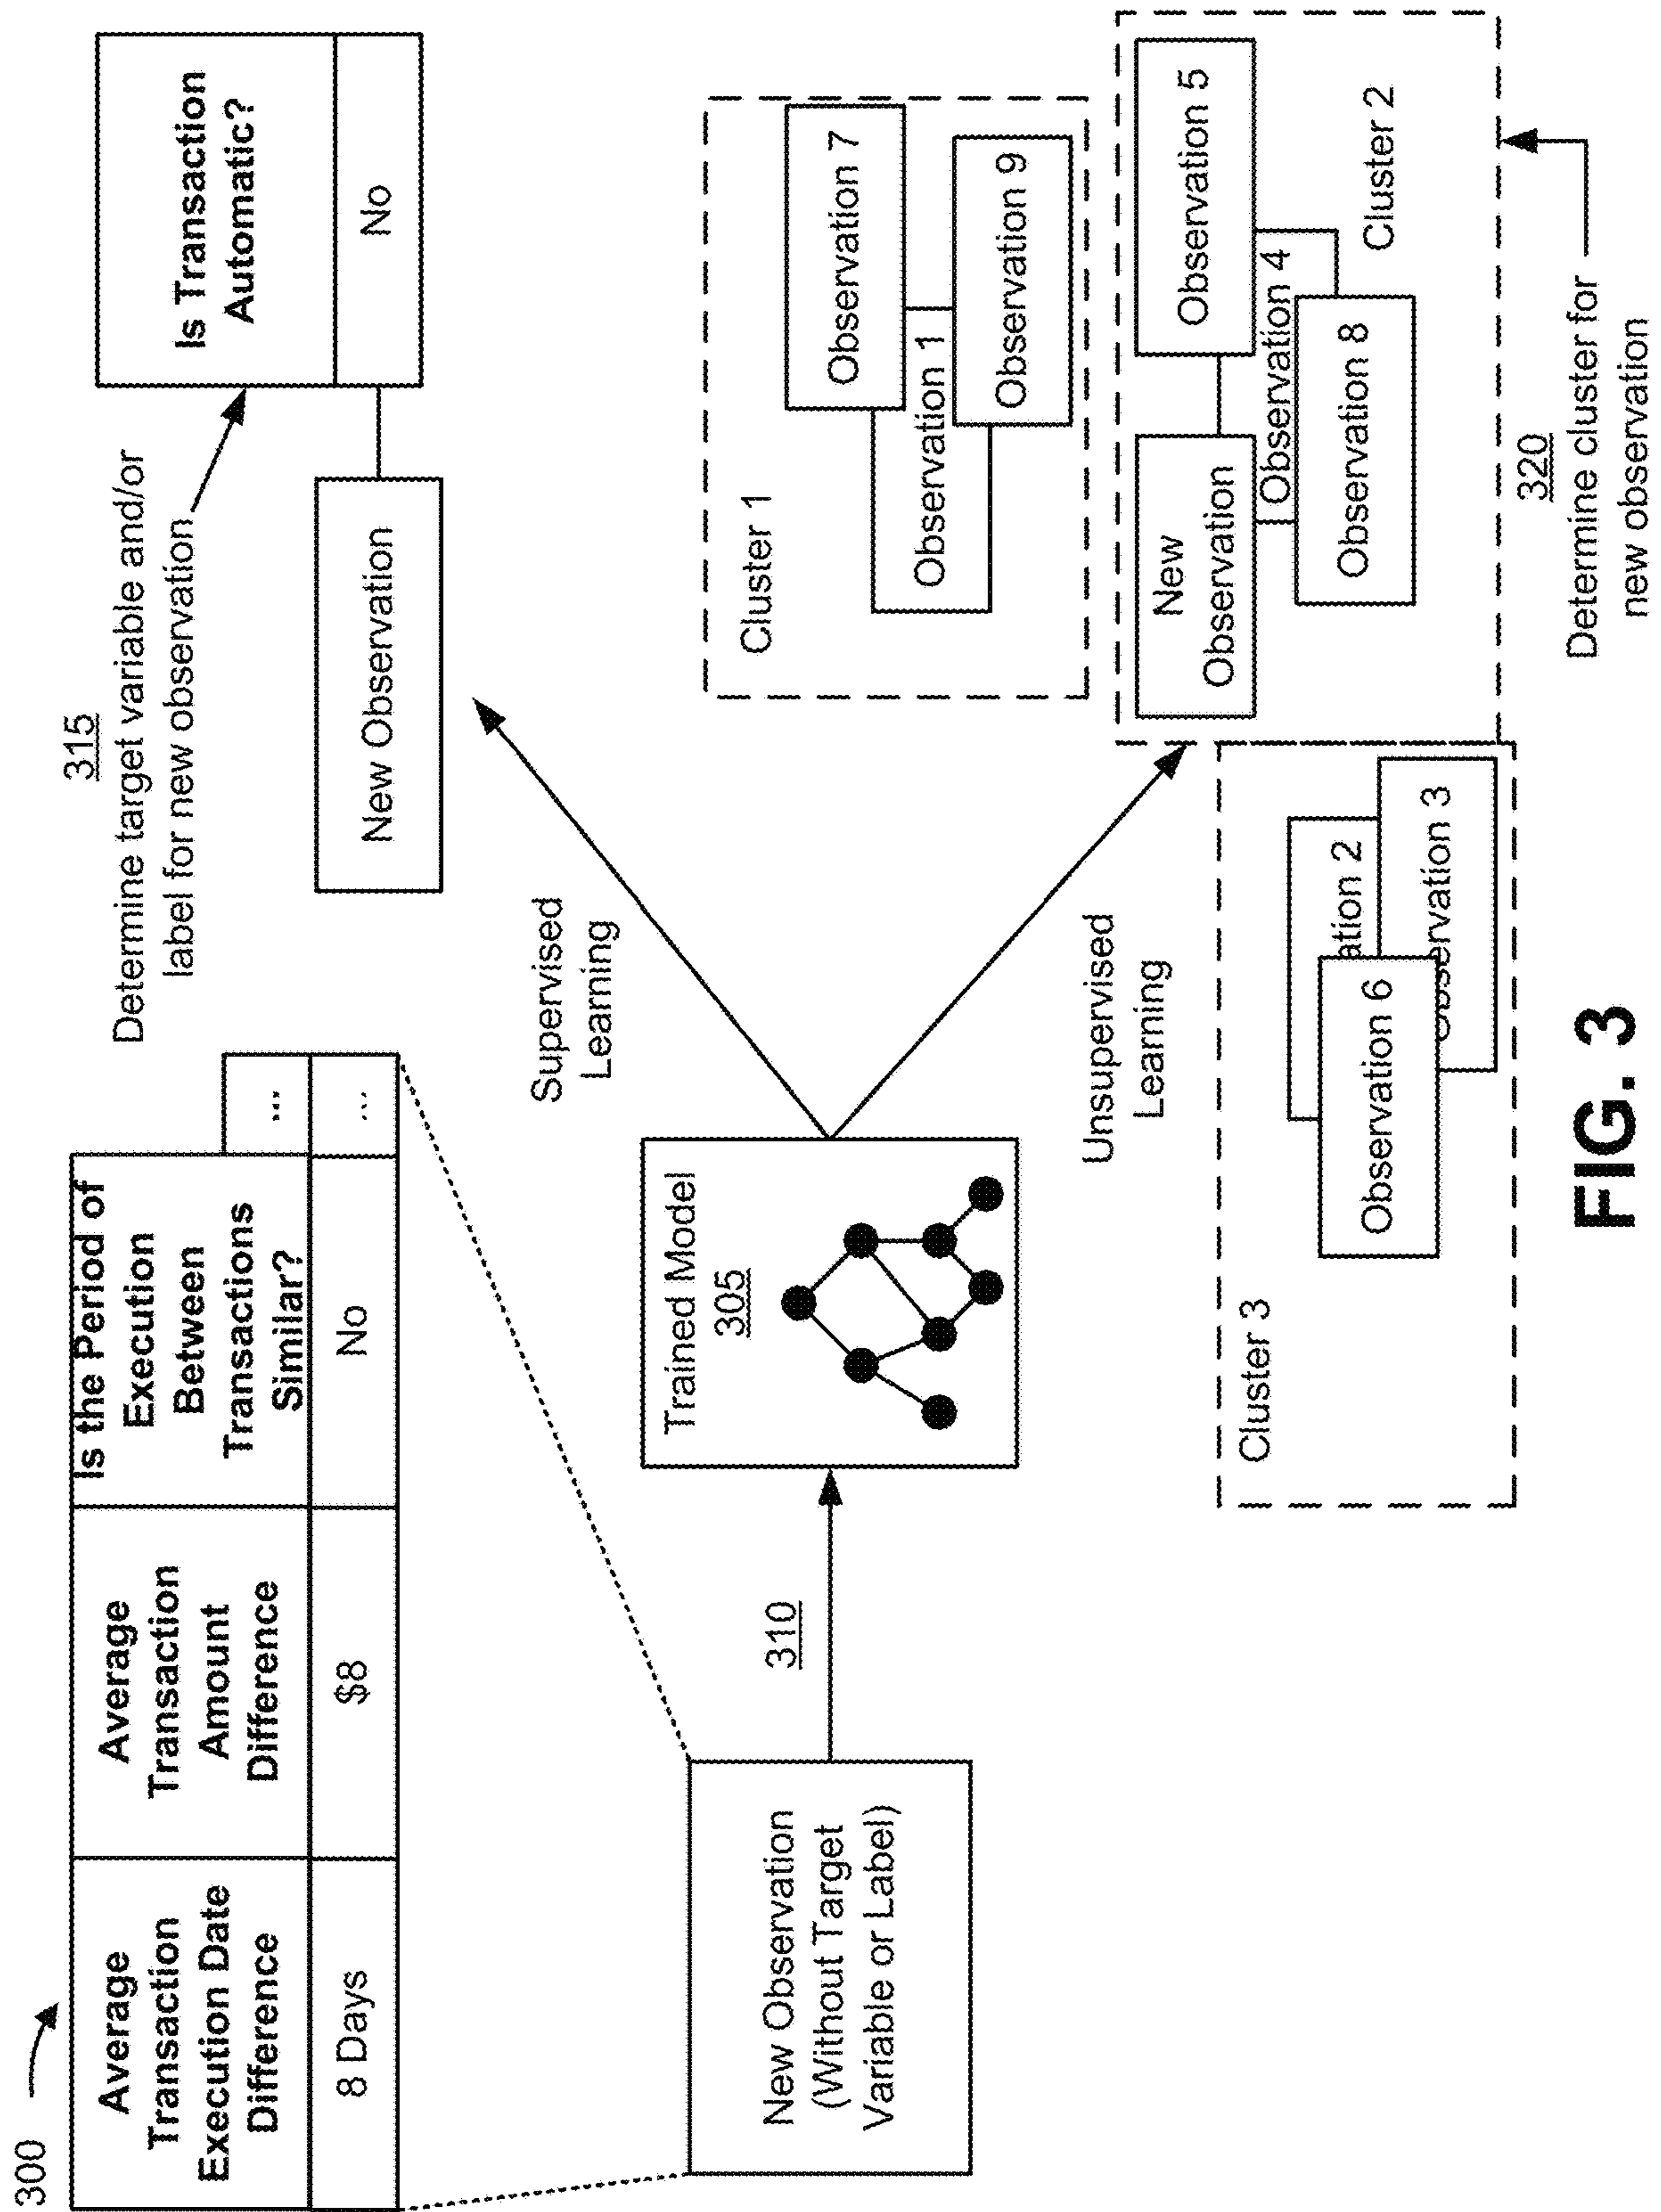 300
Average
Transaction
Execution Date
Difference
Average
Transaction
Amount
Difference
Is the Period of
Execution
Between
Transactions
Similar?
...
8 Days
$8
No
...
315
Determine target variable and/or
label for new observation
Is Transaction
Automatic?
No
New Observation
Supervised
Learning
New Observation
(Without Target
Variable or Label)
310
Trained Model
305
Unsupervised
Learning
Cluster 1
Observation 7
Observation 1
Observation 9
New
Observation
Observation 5
Observation 4
Observation 8
Cluster 2
Cluster 3
ation 2
Observation 6
servation 3
320
Determine cluster for
new observation
FIG. 3